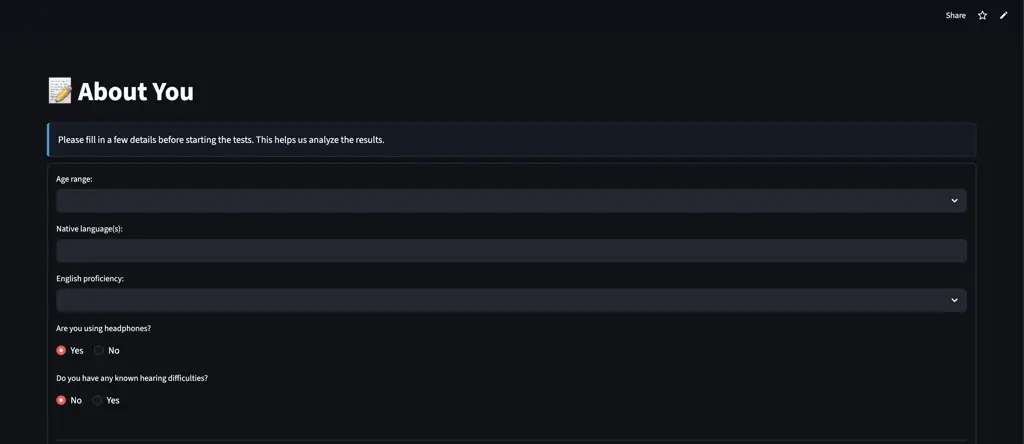 Share
About You
Please fill in a few details before starting the tests. This helps us analyze the results.
Age range:
Native language(s):
English proficiency:
Are you using headphones?
Yes No
Do you have any known hearing difficulties?
No Yes